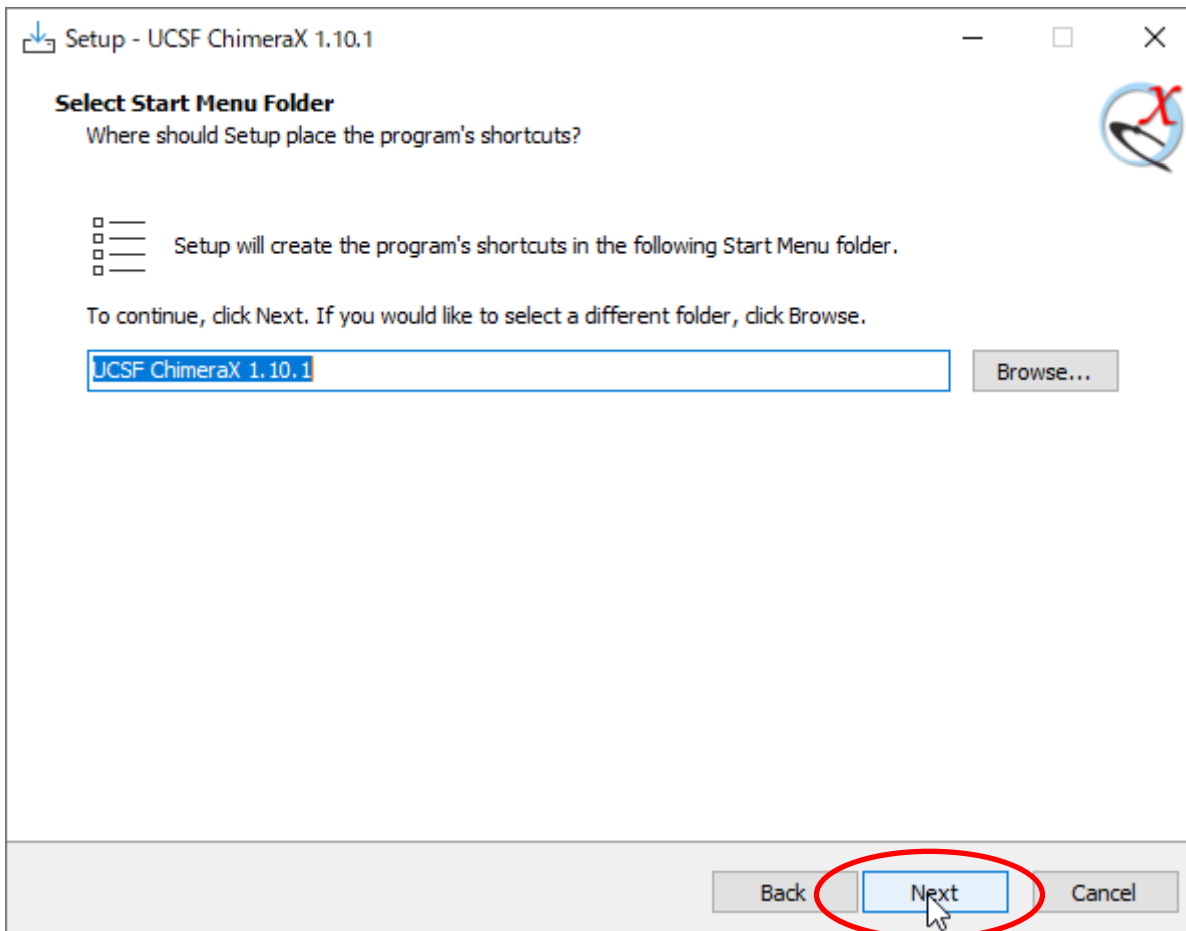 Setup - UCSF ChimeraX 1.10.1
Select Start Menu Folder
Where should Setup place the program's shortcuts?
X
Setup will create the program's shortcuts in the following Start Menu folder.
To continue, click Next. If you would like to select a different folder, click Browse.
UCSF ChimeraX 1.10.1
Browse...
Back
Next
Cancel